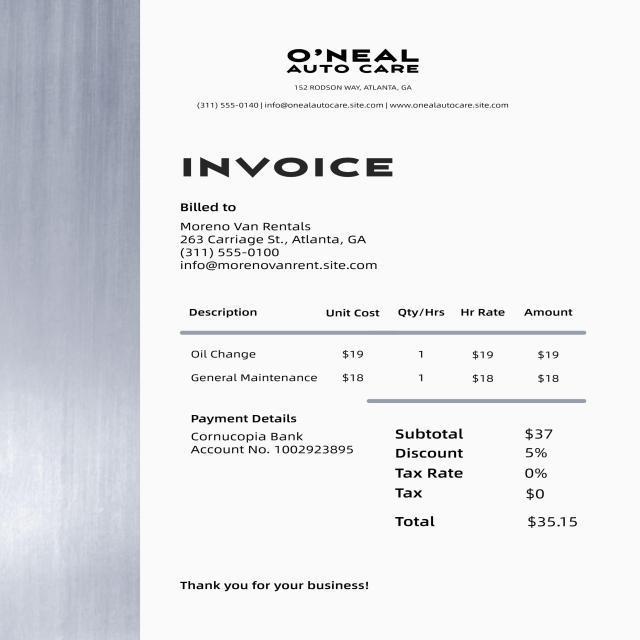 O'NEAL
AUTO CARE
152 RODSON WAY, ATLANTA, GA
(311) 555-0140 | info@onealautocare.site.com | www.onealautocare.site.com
INVOICE
Billed to
Moreno Van Rentals
263 Carriage St., Atlanta, GA
(311) 555-0100
info@morenovanrent.site.com
Description Unit Cost Qty/Hrs Hr Rate Amount
Oil Change $19 1 $19 $19
General Maintenance $18 1 $18 $18
Payment Details
Cornucopia Bank
Account No. 1002923895
Subtotal $37
Discount 5%
Tax Rate 0%
Tax $0
Total $35.15
Thank you for your business!